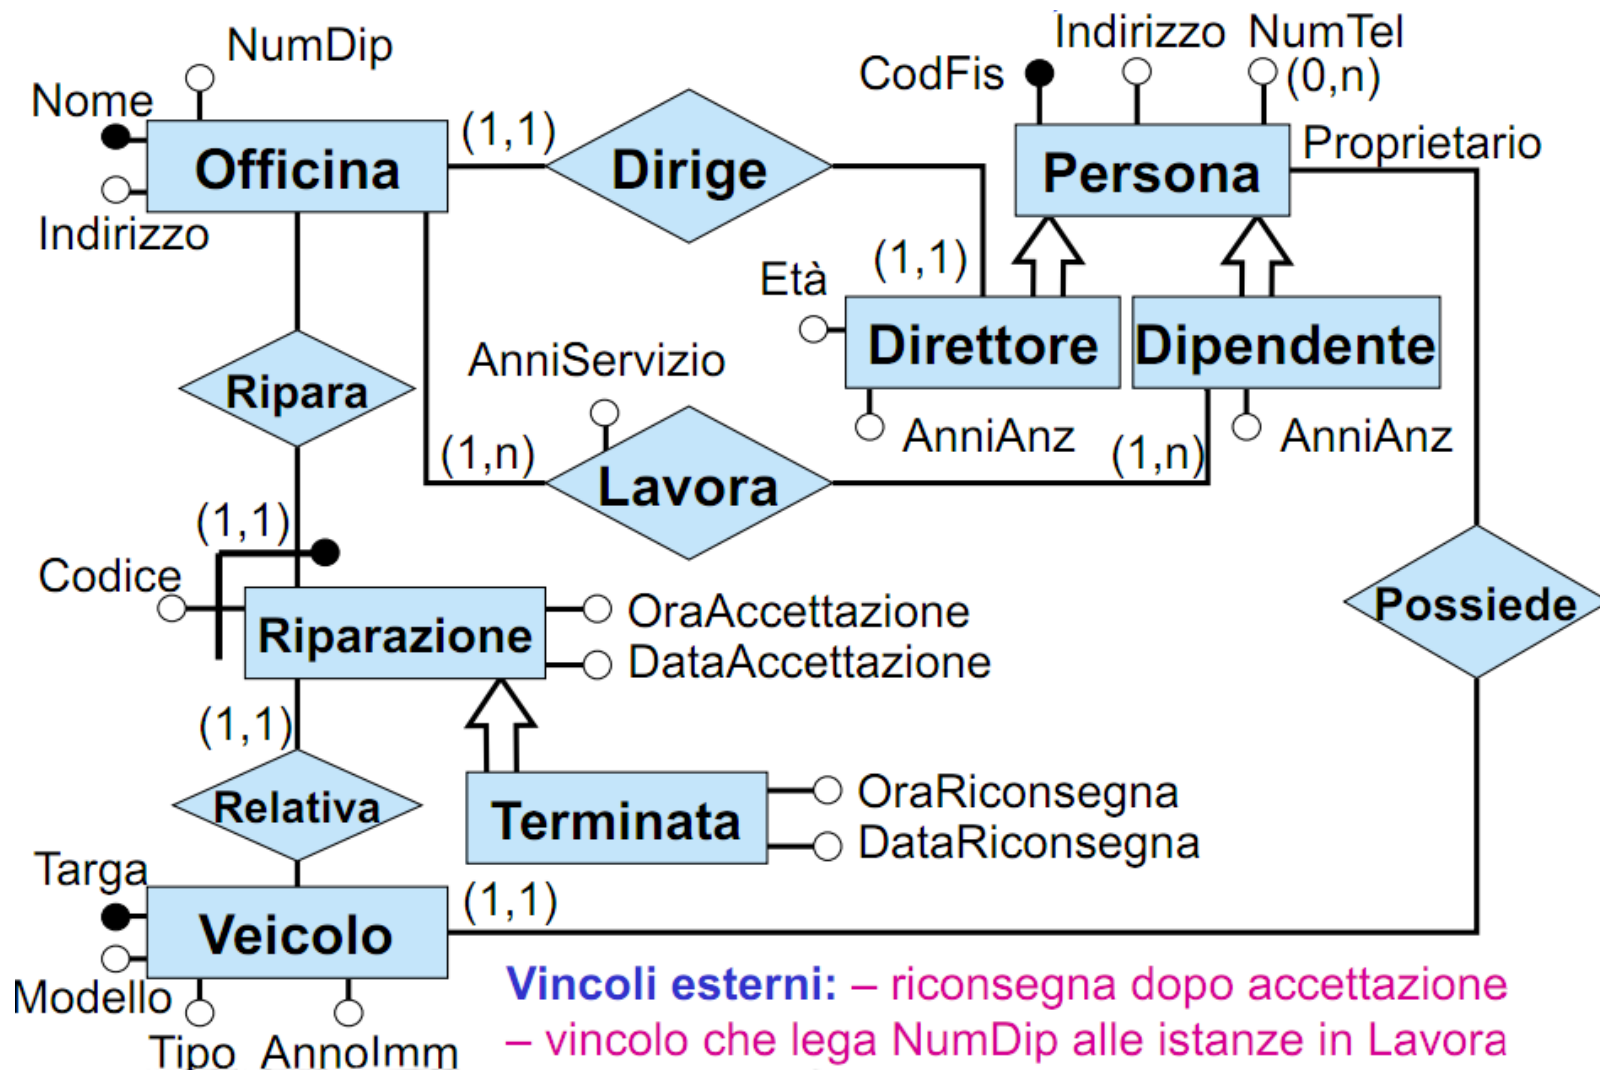 NumDip
Indirizzo NumTel
CodFis
(0,n)
Nome
(1,1)
Proprietario
Officina
Dirige
Persona
Indirizzo
(1,1)
Età
Direttore
Dipendente
AnniServizio
Ripara
AnniAnz
AnniAnz
(1,n)
(1,n)
Lavora
(1,1)
Codice
OraAccettazione
Riparazione
DataAccettazione
Possiede
(1,1)
Relativa
OraRiconsegna
Terminata
DataRiconsegna
Targa
(1,1)
Veicolo
Modello
Vincoli esterni: – riconsegna dopo accettazione
Tipo AnnoImm
– vincolo che lega NumDip alle istanze in Lavora